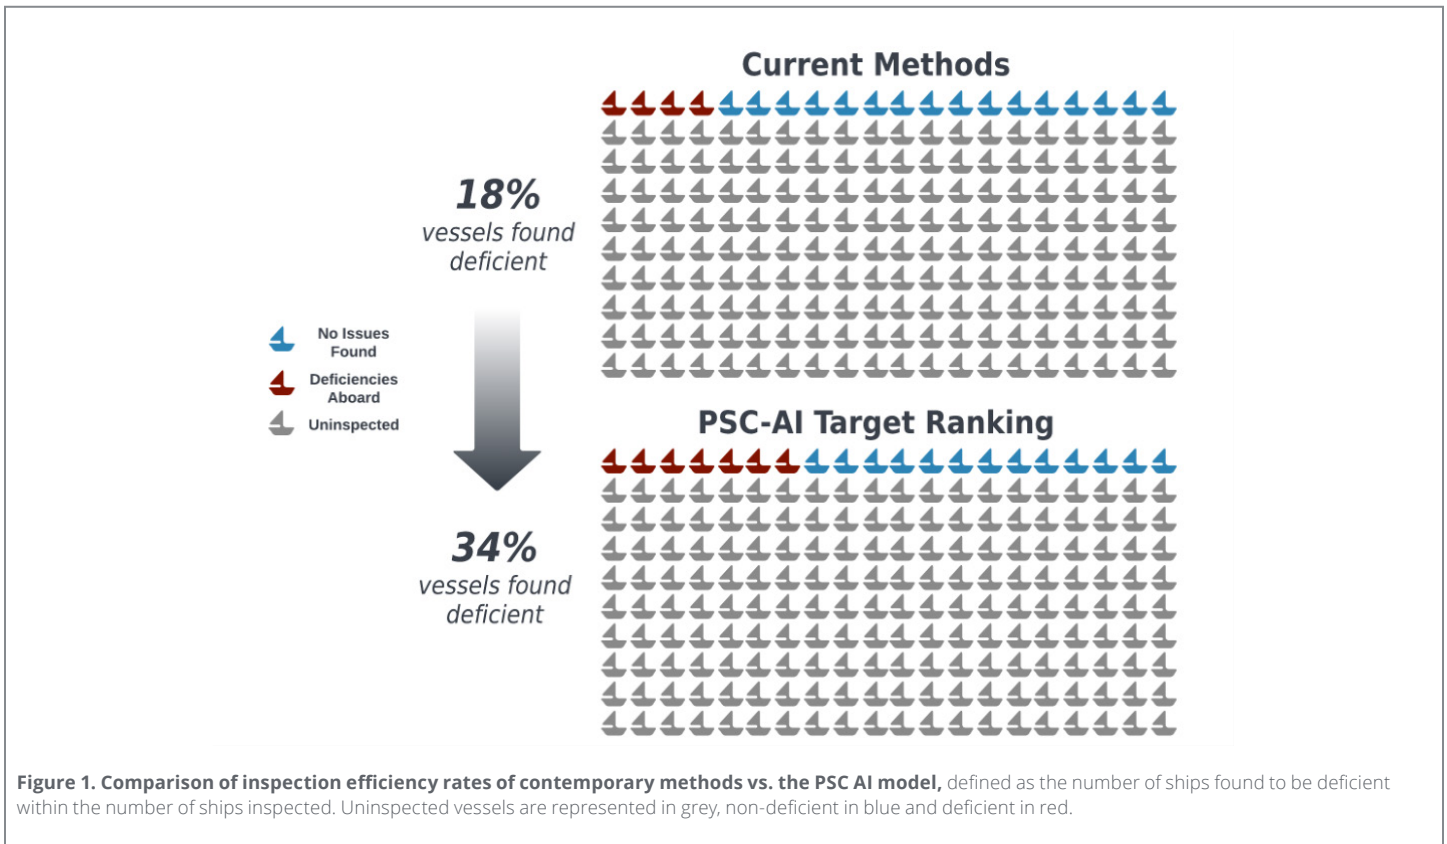 Current Methods
18%
vessels found
deficient
No Issues
Found
Deficiencies
Aboard
Uninspected
PSC-AI Target Ranking
34%
vessels found
deficient
Figure 1. Comparison of inspection efficiency rates of contemporary methods vs. the PSC AI model, defined as the number of ships found to be deficient
within the number of ships inspected. Uninspected vessels are represented in grey, non-deficient in blue and deficient in red.